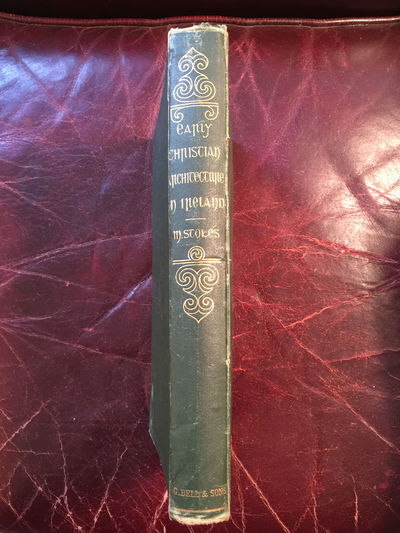 Early
Christian
Architecture
in Ireland
M. Stokes
G. BELL & SONS